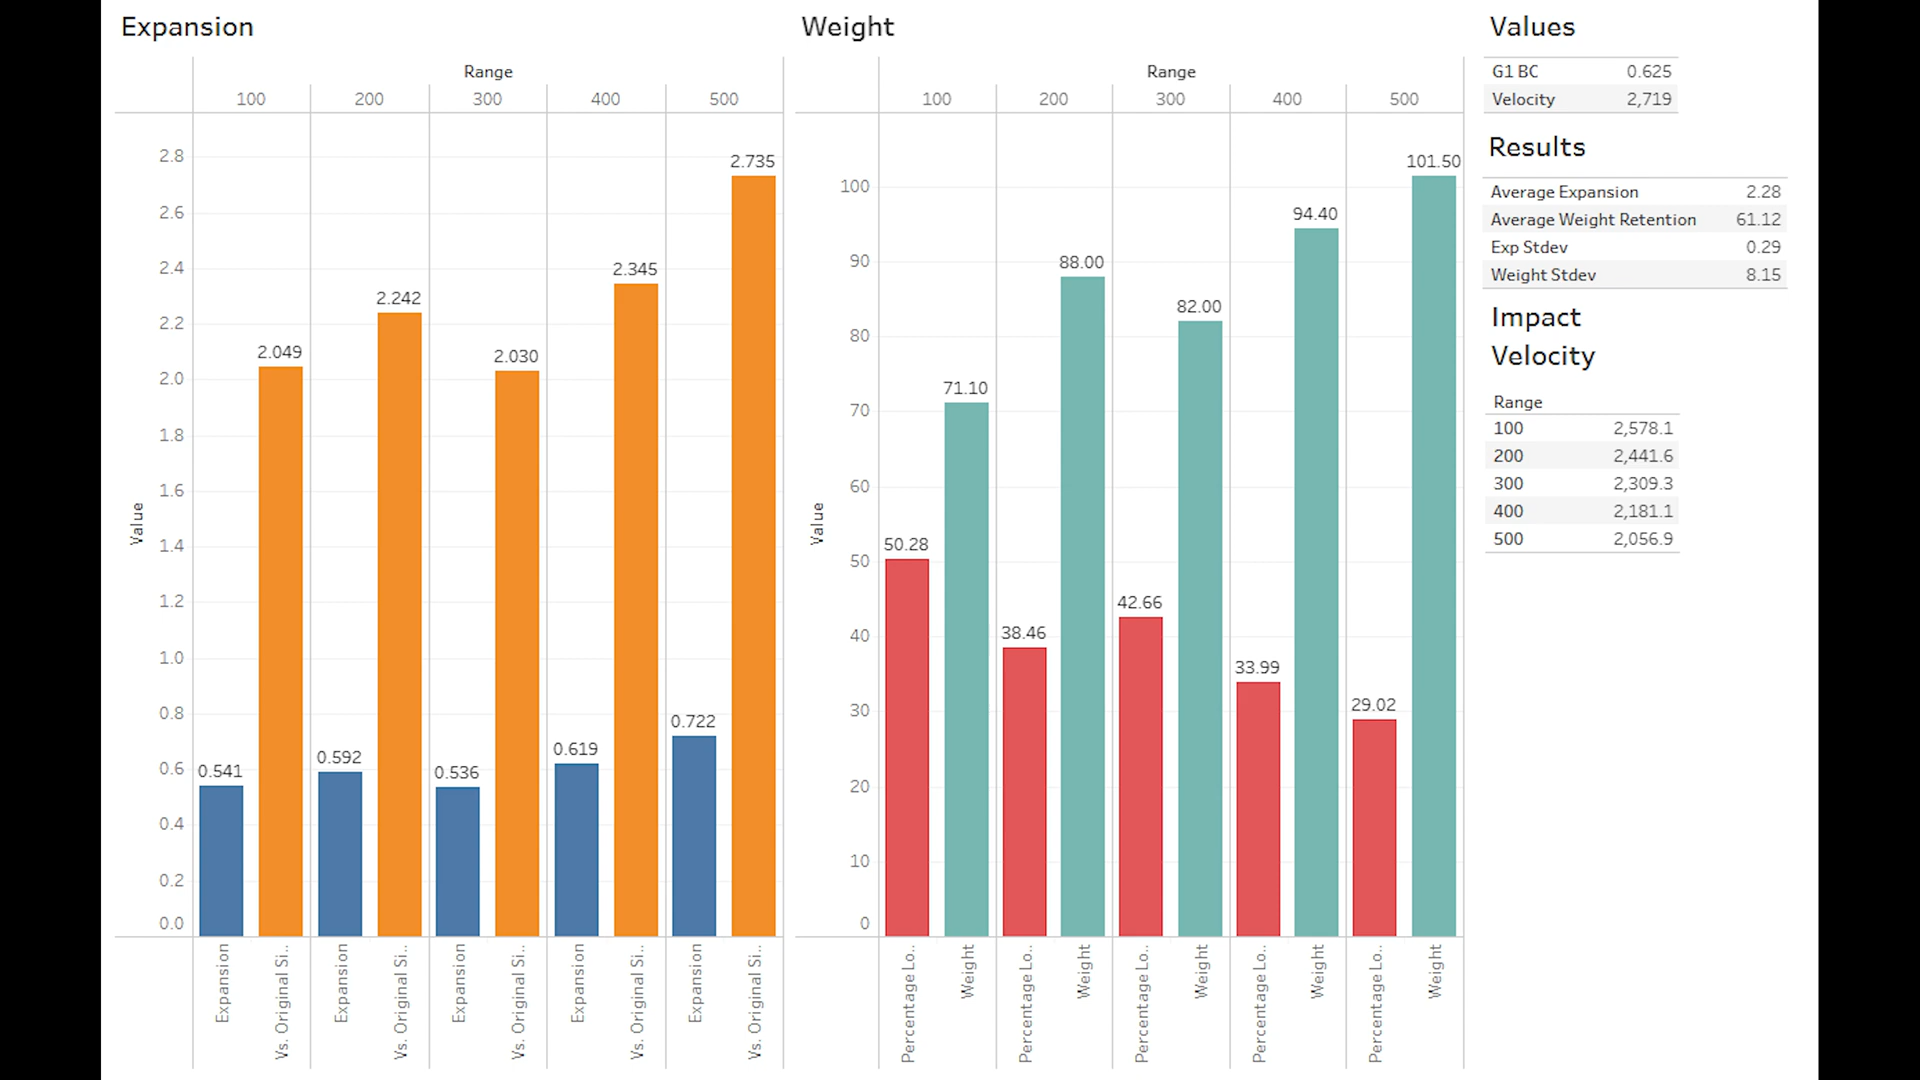 Expansion
Range
100 200 300 400 500
2.8
2.6
2.4
2.2
2.0
1.8
1.6
1.4
1.2
1.0
0.8
0.6
0.4
0.2
0.0
Value
0.541 2.049 0.592 2.242 0.536 2.030 0.619 2.345 0.722 2.735
Expansion Vs. Original Si.. Expansion Vs. Original Si.. Expansion Vs. Original Si.. Expansion Vs. Original Si.. Expansion Vs. Original Si..
Weight
Range
100 200 300 400 500
100
90
80
70
60
50
40
30
20
10
0
Value
50.28 71.10 38.46 88.00 42.66 82.00 33.99 94.40 29.02 101.50
Percentage Lo.. Weight Percentage Lo.. Weight Percentage Lo.. Weight Percentage Lo.. Weight Percentage Lo.. Weight
Values
G1 BC 0.625
Velocity 2,719
Results
Average Expansion 2.28
Average Weight Retention 61.12
Exp Stdev 0.29
Weight Stdev 8.15
Impact
Velocity
Range
100 2,578.1
200 2,441.6
300 2,309.3
400 2,181.1
500 2,056.9